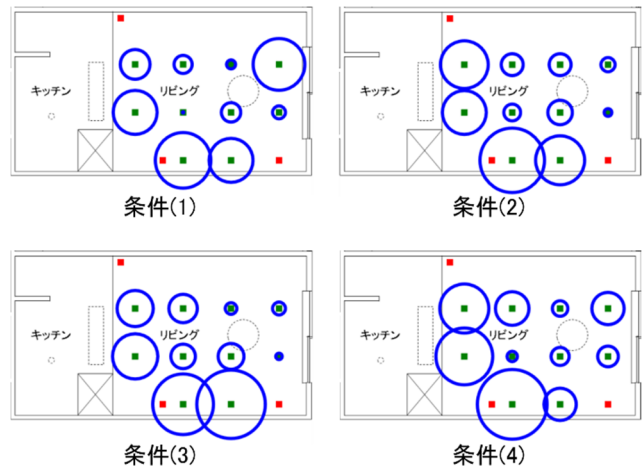 キッチン
リビング
条件(1)
キッチン
リビング
条件(2)
キッチン
リビング
条件(3)
キッチン
リビング
条件(4)